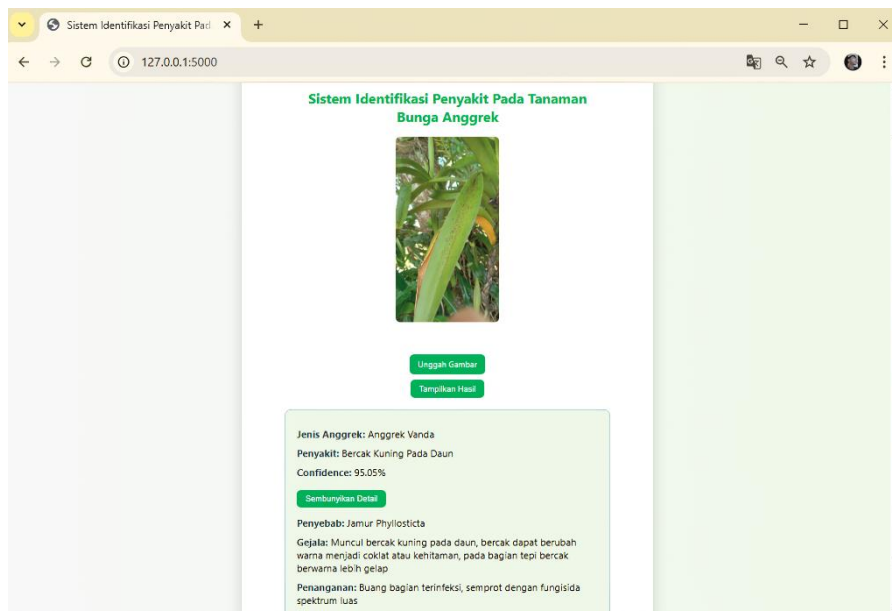 Sistem Identifikasi Penyakit Pad
127.0.0.1:5000
Sistem Identifikasi Penyakit Pada Tanaman
Bunga Anggrek
Unggah Gambar
Tampilkan Hasil
Jenis Anggrek: Anggrek Vanda
Penyakit: Bercak Kuning Pada Daun
Confidence: 95.05%
Sembunyikan Detail
Penyebab: Jamur Phyllosticta
Gejala: Muncul bercak kuning pada daun, bercak dapat berubah
warna menjadi coklat atau kehitaman, pada bagian tepi bercak
berwarna lebih gelap
Penanganan: Buang bagian terinfeksi, semprot dengan fungisida
spektrum luas